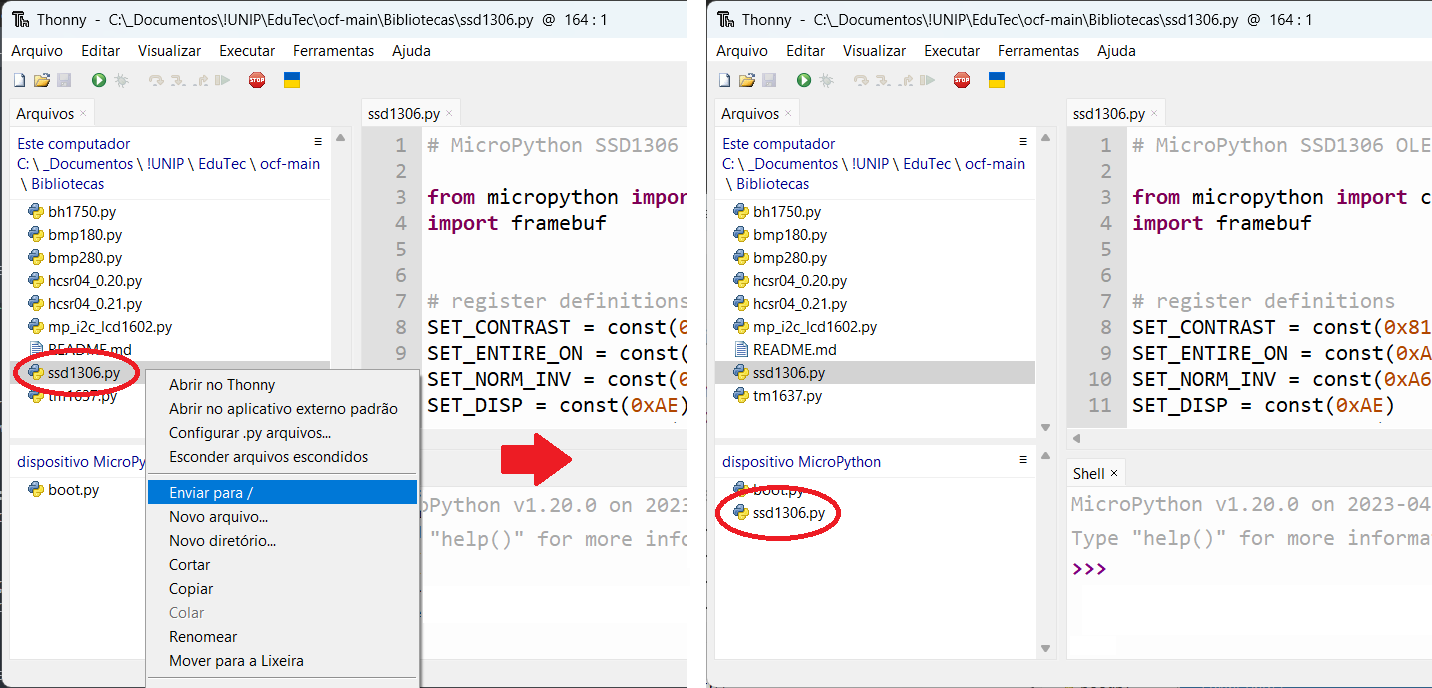 Thonny - C:\_Documentos\!UNIP\EduTec\ocf-main\Bibliotecas\ssd1306.py @ 164 : 1
Arquivo Editar Visualizar Executar Ferramentas Ajuda
STOP
Arquivos ×
Este computador
C: \ _Documentos \ !UNIP \ EduTec \ ocf-main
\ Bibliotecas
bh1750.py
bmp180.py
bmp280.py
hcsr04_0.20.py
hcsr04_0.21.py
mp_i2c_lcd1602.py
README.md
ssd1306.py
tm1637.py
dispositivo MicroPy
boot.py
Abrir no Thonny
Abrir no aplicativo externo padrão
Configurar .py arquivos...
Esconder arquivos escondidos
Enviar para /
Novo arquivo...
Novo diretório...
Cortar
Copiar
Colar
Renomear
Mover para a Lixeira
ssd1306.py ×
1 # MicroPython SSD1306
2
3 from micropython impor
4 import framebuf
5
6
7 # register definitions
8 SET_CONTRAST = const(0
9 SET_ENTIRE_ON = const(
SET_NORM_INV = const(0
SET_DISP = const(0xAE)
oPython v1.20.0 on 2023
"help()" for more info
Thonny - C:\_Documentos\!UNIP\EduTec\ocf-main\Bibliotecas\ssd1306.py @ 164 : 1
Arquivo Editar Visualizar Executar Ferramentas Ajuda
STOP
Arquivos ×
Este computador
C: \ _Documentos \ !UNIP \ EduTec \ ocf-main
\ Bibliotecas
bh1750.py
bmp180.py
bmp280.py
hcsr04_0.20.py
hcsr04_0.21.py
mp_i2c_lcd1602.py
README.md
ssd1306.py
tm1637.py
dispositivo MicroPython
boot.py
ssd1306.py
ssd1306.py ×
1 # MicroPython SSD1306 OLE
2
3 from micropython import c
4 import framebuf
5
6
7 # register definitions
8 SET_CONTRAST = const(0x81
9 SET_ENTIRE_ON = const(0xA
10 SET_NORM_INV = const(0xA6
11 SET_DISP = const(0xAE)
Shell ×
MicroPython v1.20.0 on 2023-04
Type "help()" for more informa
>>>